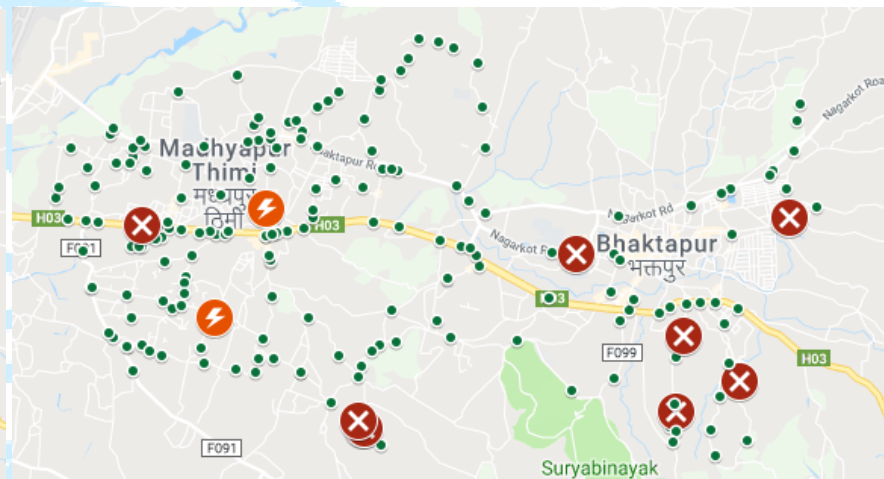 Nagarkot Road
Madhyapur
Thimi
मध्यपुर
ठिमी
Bhaktapur Rd
H03
H03
Nagarkot Rd
Nagarkot Rd
Bhaktapur
भक्तपुर
H03
F099
H03
F091
Suryabinayak